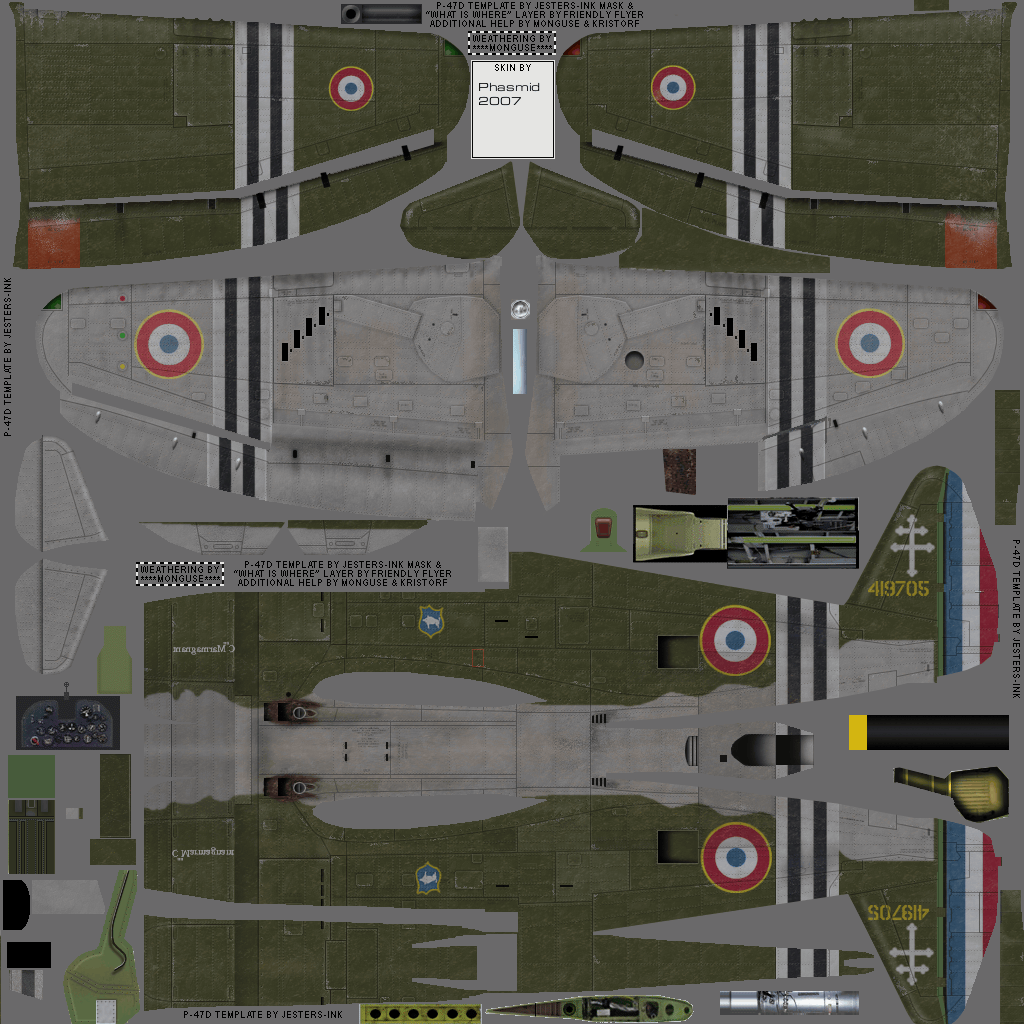 P-47D TEMPLATE BY JESTERS-INK MASK &
"WHAT IS WHERE" LAYER BY FRIENDLY FLYER
ADDITIONAL HELP BY MONGUSE & KRISTORF
WEATHERING BY
****MONGUSE****
SKIN BY
Phasmid
2007
P-47D TEMPLATE BY JESTERS-INK
WEATHERING BY
****MONGUSE****
P-47D TEMPLATE BY JESTERS-INK MASK &
"WHAT IS WHERE" LAYER BY FRIENDLY FLYER
ADDITIONAL HELP BY MONGUSE & KRISTORF
419705
P-47D TEMPLATE BY JESTERS-INK
419705
P-47D TEMPLATE BY JESTERS-INK